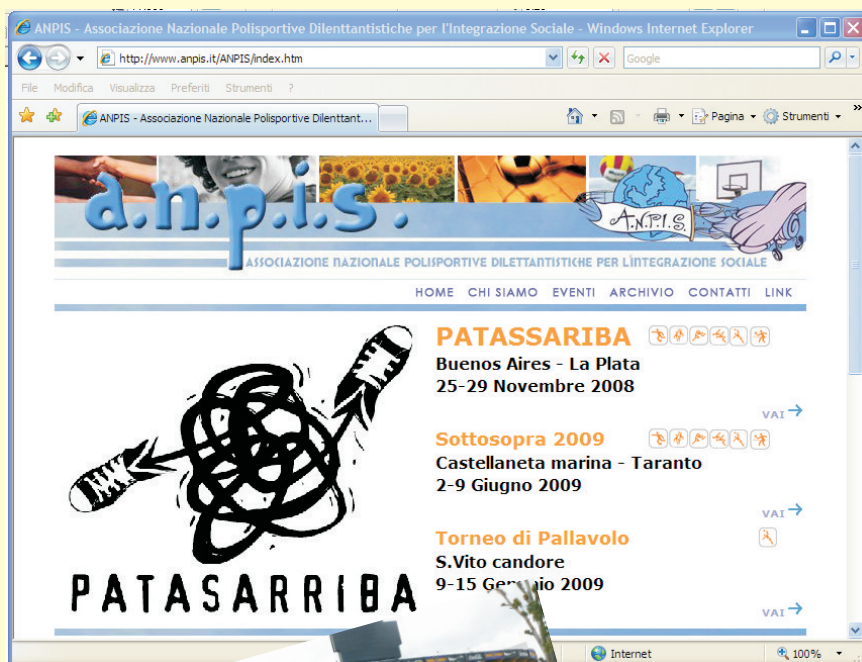 ANPIS - Associazione Nazionale Polisportive Dilenttantistiche per l'Integrazione Sociale - Windows Internet Explorer
http://www.anpis.it/ANPIS/index.htm
Google
File Modifica Visualizza Preferiti Strumenti ?
ANPIS - Associazione Nazionale Polisportive Dilenttant...
Pagina
Strumenti
»
a.n.p.i.s.
A.N.P.I.S.
ASSOCIAZIONE NAZIONALE POLISPORTIVE DILETTANTISTICHE PER L'INTEGRAZIONE SOCIALE
HOME CHI SIAMO EVENTI ARCHIVIO CONTATTI LINK
PATASARRIBA
PATASSARIBA
Buenos Aires - La Plata
25-29 Novembre 2008
VAI
Sottosopra 2009
Castellaneta marina - Taranto
2-9 Giugno 2009
VAI
Torneo di Pallavolo
S.Vito candore
9-15 Gennaio 2009
VAI
Internet
100%